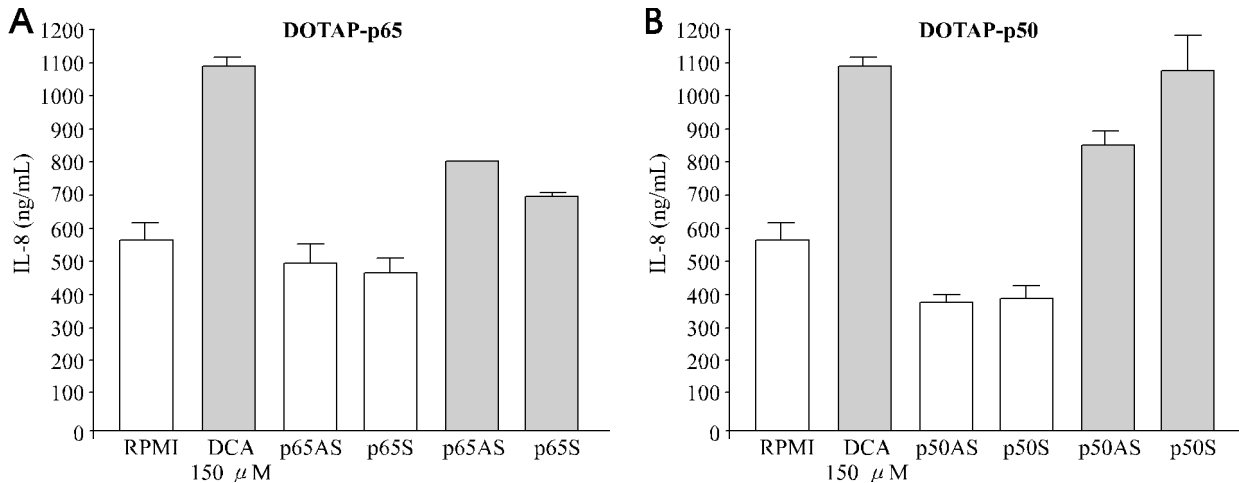 A
DOTAP-p65
IL-8 (ng/mL)
1200
1100
1000
900
800
700
600
500
400
300
200
100
0
RPMI DCA p65AS p65S p65AS p65S
150 μM
B
DOTAP-p50
IL-8 (ng/mL)
1200
1100
1000
900
800
700
600
500
400
300
200
100
0
RPMI DCA p50AS p50S p50AS p50S
150 μM